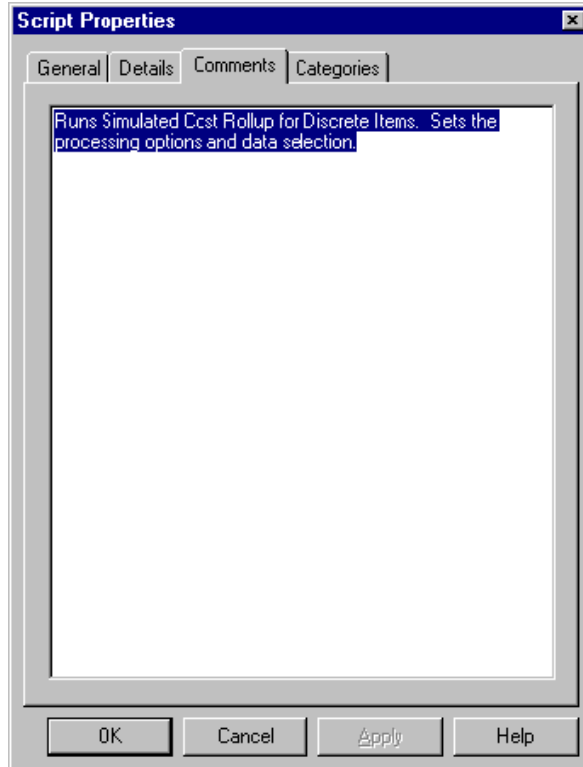 Script Properties
General Details Comments Categories
Runs Simulated Ccst Rollup for Discrete Items.  Sets the
processing options and data selection.
OK Cancel Apply Help